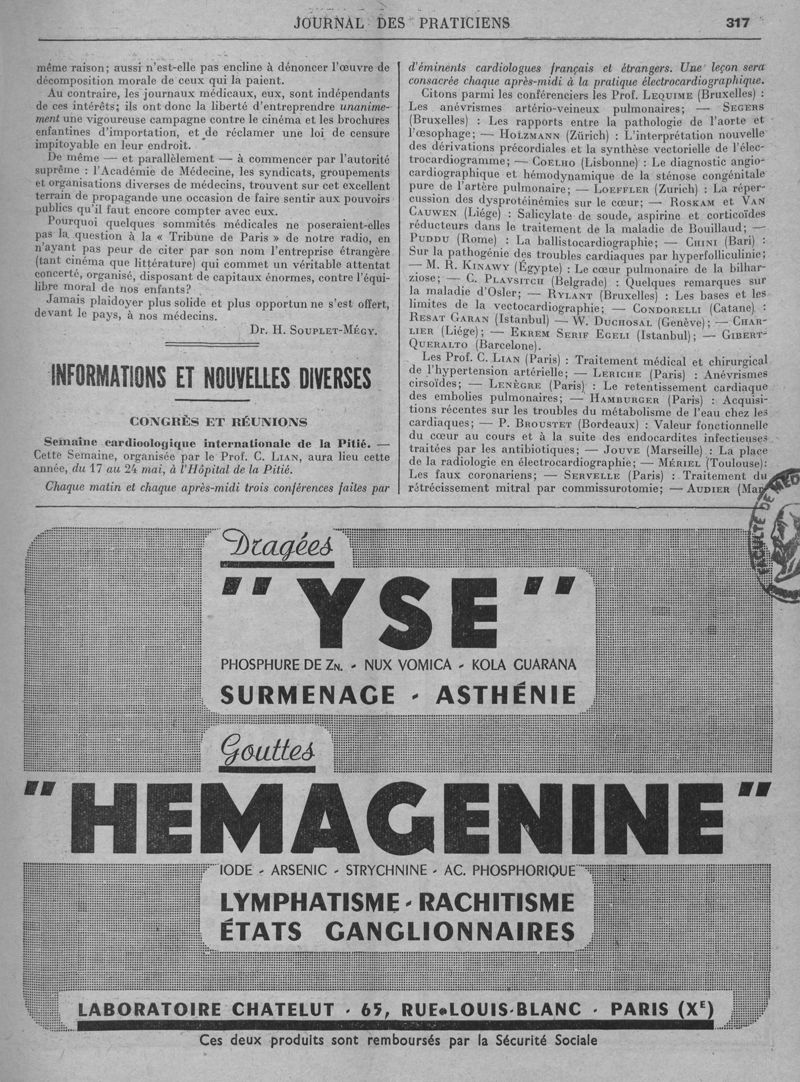 JOURNAL DES PRATICIENS
317
même raison; aussi n'est-elle pas encline à dénoncer l'œuvre de
décomposition morale de ceux qui la paient.
Au contraire, les journaux médicaux, eux, sont indépendants
de ces intérêts; ils ont donc la liberté d'entreprendre unanime-
ment une vigoureuse campagne contre le cinéma et les brochures
enfantines d'importation, et de réclamer une loi de censure
impitoyable en leur endroit.
De même — et parallèlement — à commencer par l'autorité
suprême : l'Académie de Médecine, les syndicats, groupements
et organisations diverses de médecins, trouvent sur cet excellent
terrain de propagande une occasion de faire sentir aux pouvoirs
publics qu'il faut encore compter avec eux.
Pourquoi quelques sommités médicales ne poseraient-elles
pas la question à la « Tribune de Paris » de notre radio, en
n'ayant pas peur de citer par son nom l'entreprise étrangère
(tant cinéma que littérature) qui commet un véritable attentat
concerté, organisé, disposant de capitaux énormes, contre l'équi-
libre moral de nos enfants?
Jamais plaidoyer plus solide et plus opportun ne s'est offert,
devant le pays, à nos médecins.
Dr. H. SOUPLET-MÉGY.
INFORMATIONS ET NOUVELLES DIVERSES
CONGRÈS ET RÉUNIONS
Semaine cardioologique internationale de la Pitié. —
Cette Semaine, organisée par le Prof. C. LIAN, aura lieu cette
année, du 17 au 24 mai, à l'Hôpital de la Pitié.
Chaque matin et chaque après-midi trois conférences faites par
d'éminents cardiologues français et étrangers. Une leçon sera
consacrée chaque après-midi à la pratique électrocardiographique.
Citons parmi les conférenciers les Prof. LEQUIME (Bruxelles) :
Les anévrismes artério-veineux pulmonaires; — SEGERS
(Bruxelles) : Les rapports entre la pathologie de l'aorte et
l'œsophage; — HOLZMANN (Zürich) : L'interprétation nouvelle
des dérivations précordiales et la synthèse vectorielle de l'élec-
trocardiogramme; — COELHO (Lisbonne) : Le diagnostic angio-
cardiographique et hémodynamique de la sténose congénitale
pure de l'artère pulmonaire; — LOEFFLER (Zurich) : La réper-
cussion des dysprotéinémies sur le cœur; — ROSKAM et VAN
CAUWEN (Liége) : Salicylate de soude, aspirine et corticoïdes
réducteurs dans le traitement de la maladie de Bouillaud; —
PUDDU (Rome) : La ballistocardiographie; — CHINI (Bari) :
Sur la pathogénie des troubles cardiaques par hyperfolliculinie;
— M. R. KINAWY (Égypte) : Le cœur pulmonaire de la bilhar-
ziose; — C. PLAVSITCH (Belgrade) : Quelques remarques sur
la maladie d'Osler; — RYLANT (Bruxelles) : Les bases et les
limites de la vectocardiographie; — CONDORELLI (Catane) :
RESAT GARAN (Istanbul) — W. DUCHOSAL (Genève); — CHAR-
LIER (Liége); — EKREM SERIF EGELI (Istanbul); — GIBERT-
QUERALTO (Barcelone).
Les Prof. C. LIAN (Paris) : Traitement médical et chirurgical
de l'hypertension artérielle; — LERICHE (Paris) : Anévrismes
cirsoïdes; — LENÈGRE (Paris) : Le retentissement cardiaque
des embolies pulmonaires; — HAMBURGER (Paris) : Acquisi-
tions récentes sur les troubles du métabolisme de l'eau chez les
cardiaques; — P. BROUSTET (Bordeaux) : Valeur fonctionnelle
du cœur au cours et à la suite des endocardites infectieuses
traitées par les antibiotiques; — JOUVE (Marseille) : La place
de la radiologie en électrocardiographie; — MÉRIEL (Toulouse):
Les faux coronariens; — SERVELLE (Paris) : Traitement du
rétrécissement mitral par commissurotomie; — AUDIER (Mar-
FACULTÉ DE MÉD
Dragées
"YSE"
PHOSPHURE DE ZN. - NUX VOMICA - KOLA GUARANA
SURMENAGE - ASTHÉNIE
Gouttes
"HEMAGENINE"
IODE - ARSENIC - STRYCHNINE - AC. PHOSPHORIQUE
LYMPHATISME - RACHITISME
ÉTATS GANGLIONNAIRES
LABORATOIRE CHATELUT - 65, RUE LOUIS-BLANC - PARIS (XE)
Ces deux produits sont remboursés par la Sécurité Sociale